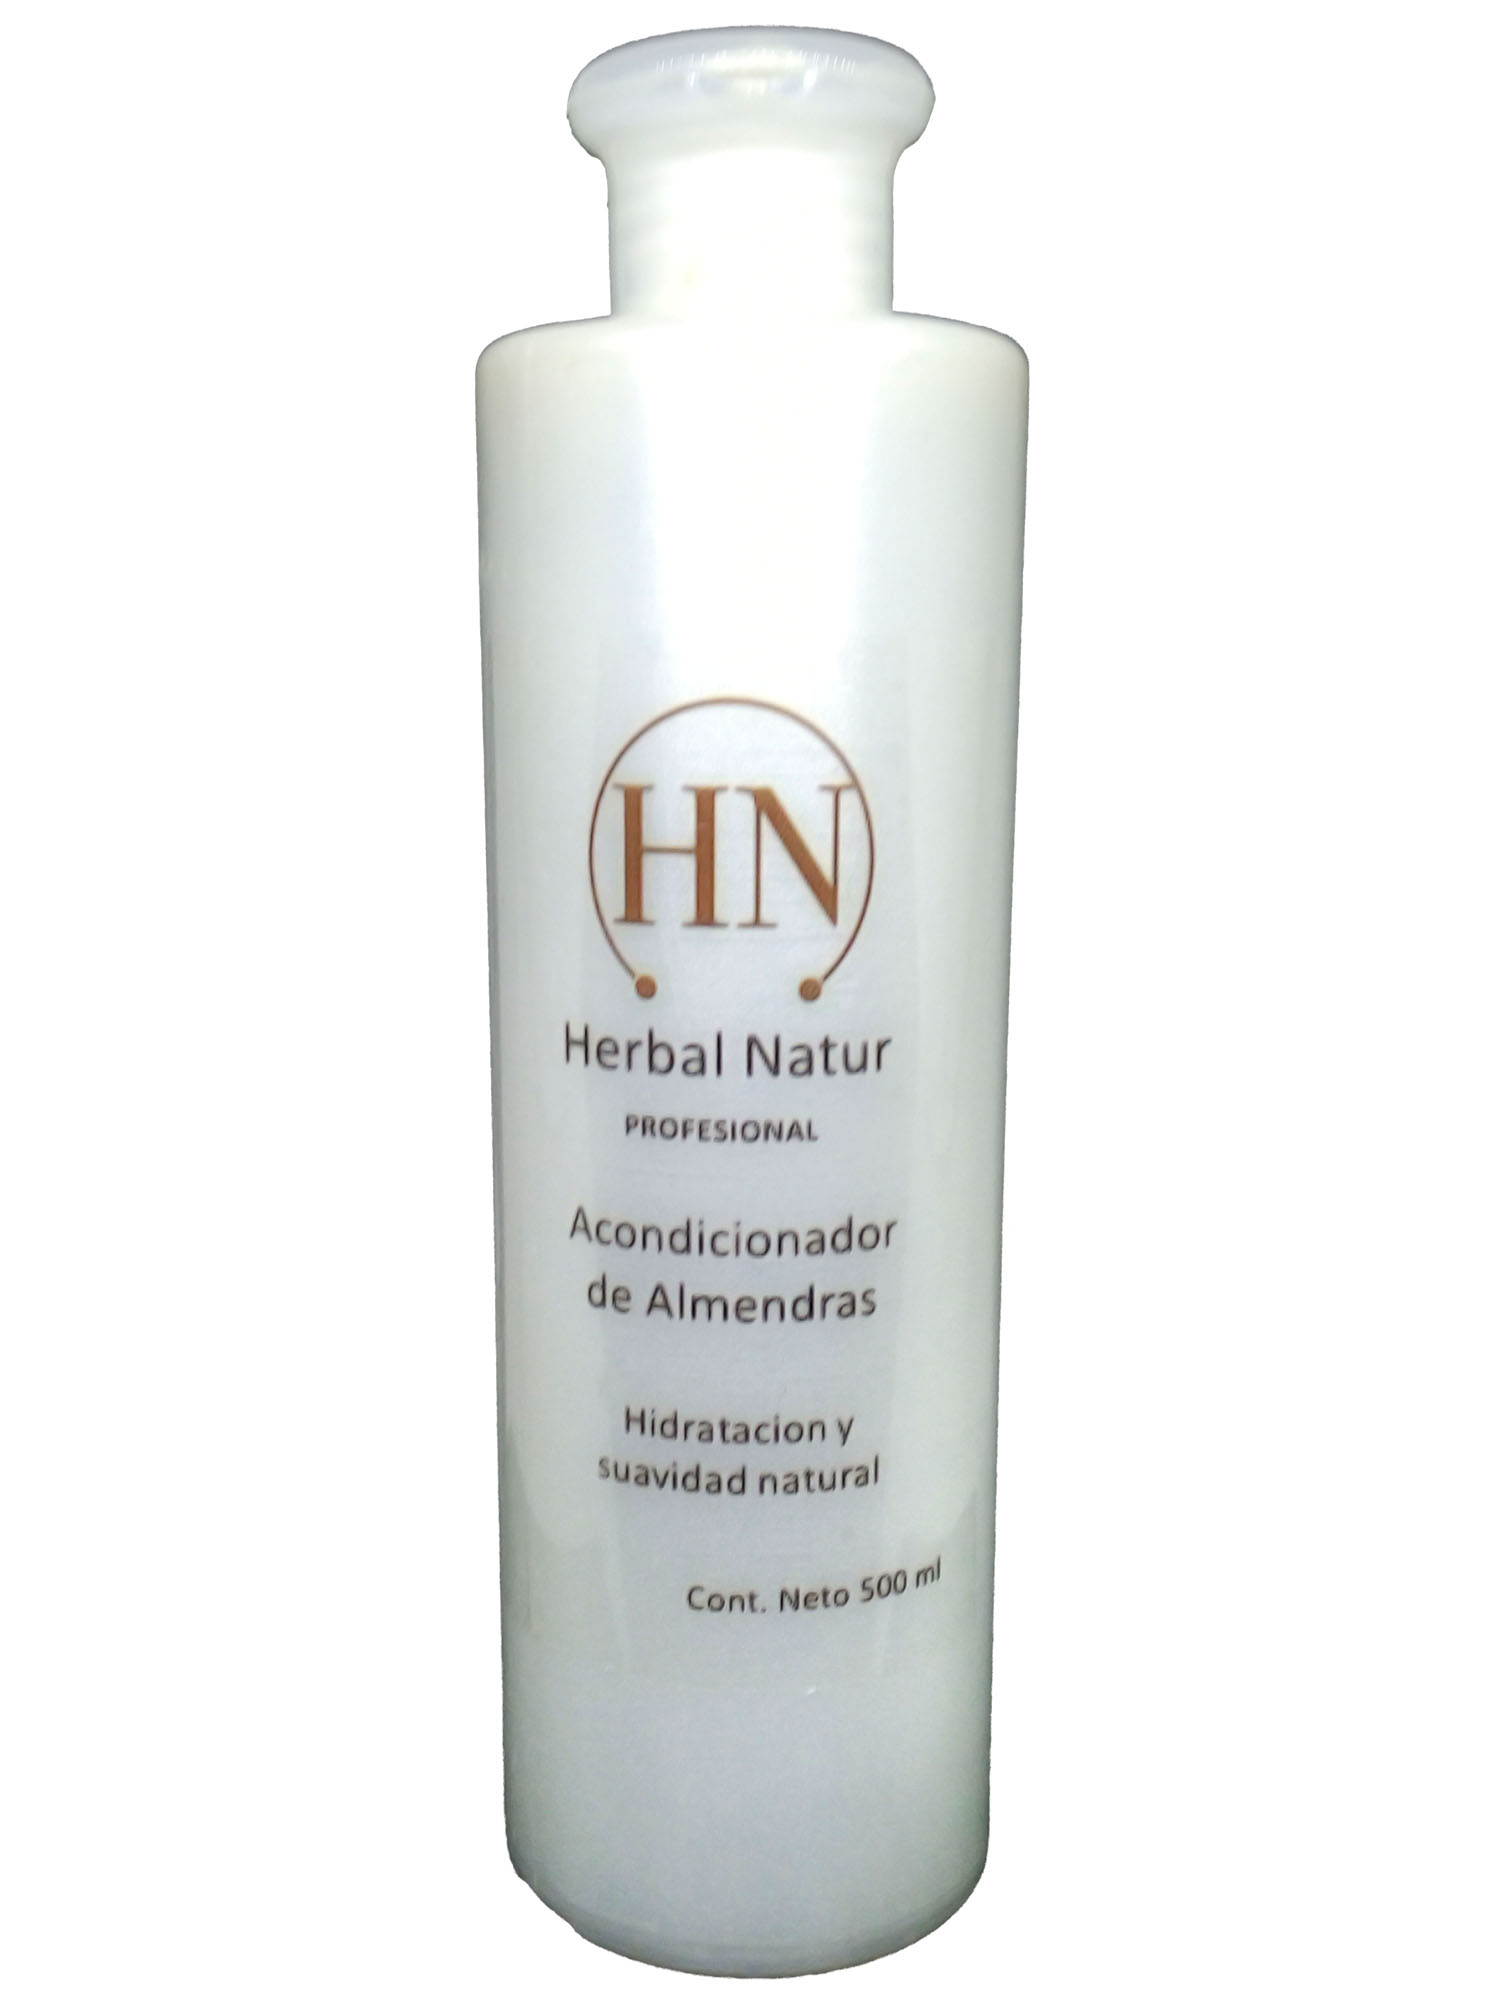 HN
Herbal Natur
PROFESIONAL
Acondicionador
de Almendras
Hidratacion y
suavidad natural
Cont. Neto 500 ml